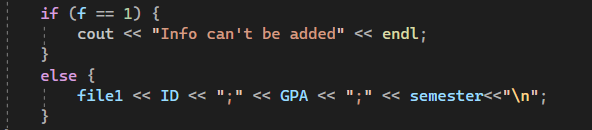 if (f == 1) {
cout << "Info can't be added" << endl;
}
else {
file1 << ID << ";" << GPA << ";" << semester<<"\n";
}